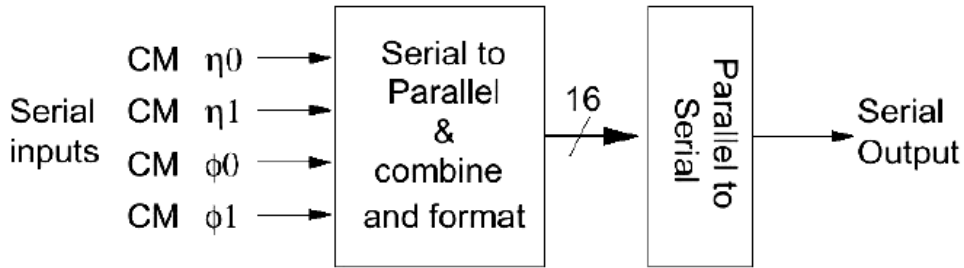 Serial
inputs
CM η0
CM η1
CM ϕ0
CM ϕ1
Serial to
Parallel
&
combine
and format
16
Parallel to
Serial
Serial
Output